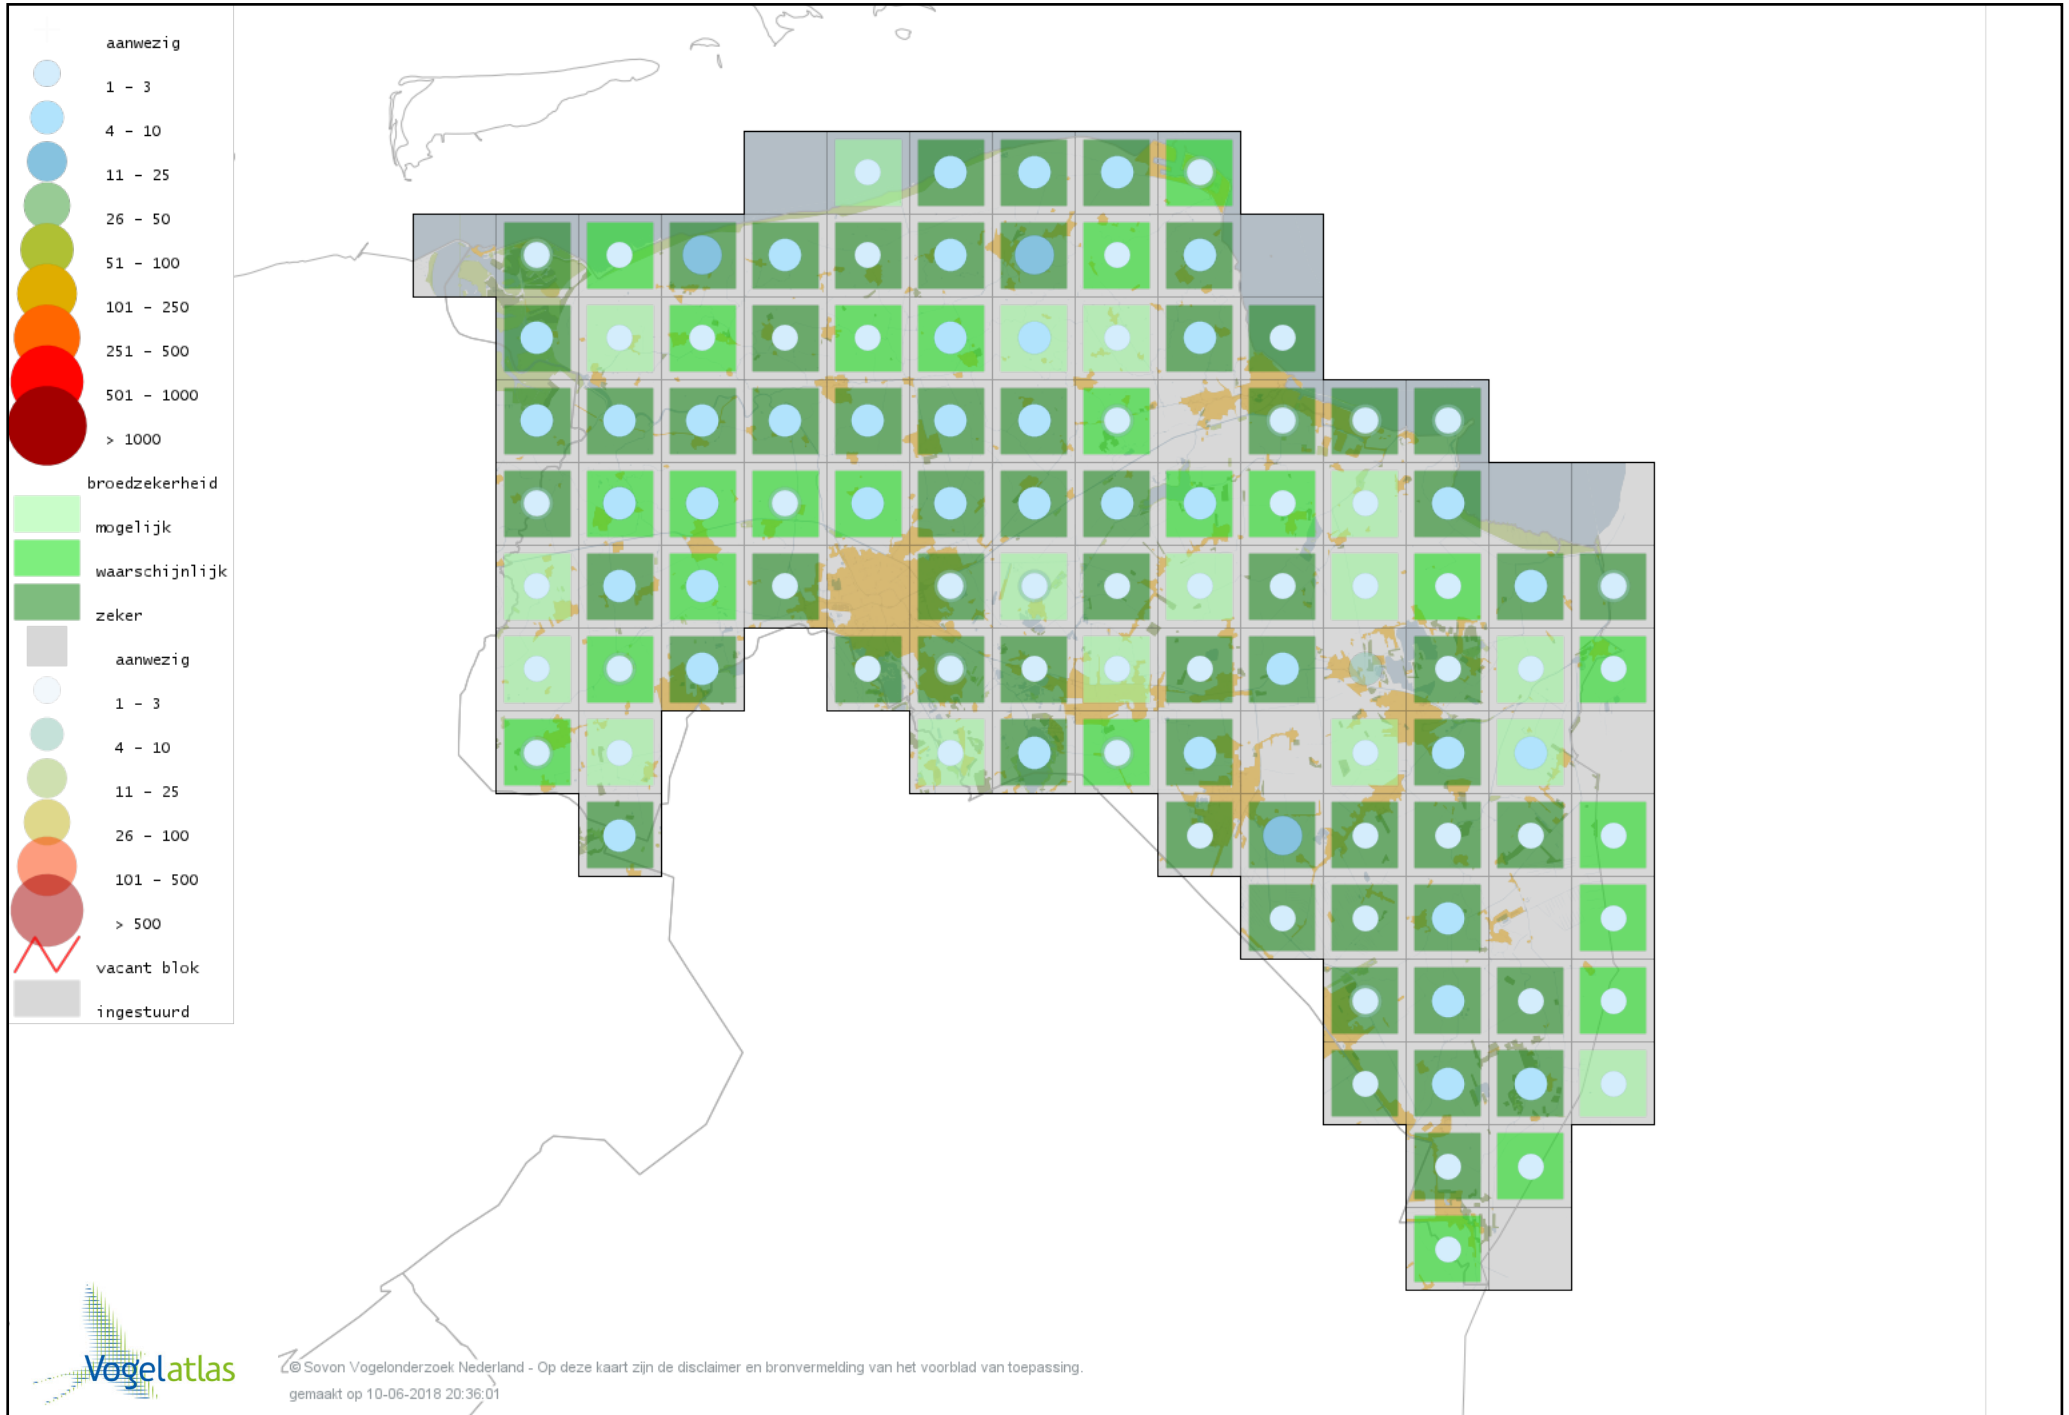 aanwezig
1 - 3
4 - 10
11 - 25
26 - 50
51 - 100
101 - 250
251 - 500
501 - 1000
> 1000
broedzekerheid
mogelijk
waarschijnlijk
zeker
aanwezig
1 - 3
4 - 10
11 - 25
26 - 100
101 - 500
> 500
vacant blok
ingestuurd
Vogelatlas
© Sovon Vogelonderzoek Nederland - Op deze kaart zijn de disclaimer en bronvermelding van het voorblad van toepassing.
gemaakt op 10-06-2018 20:36:01